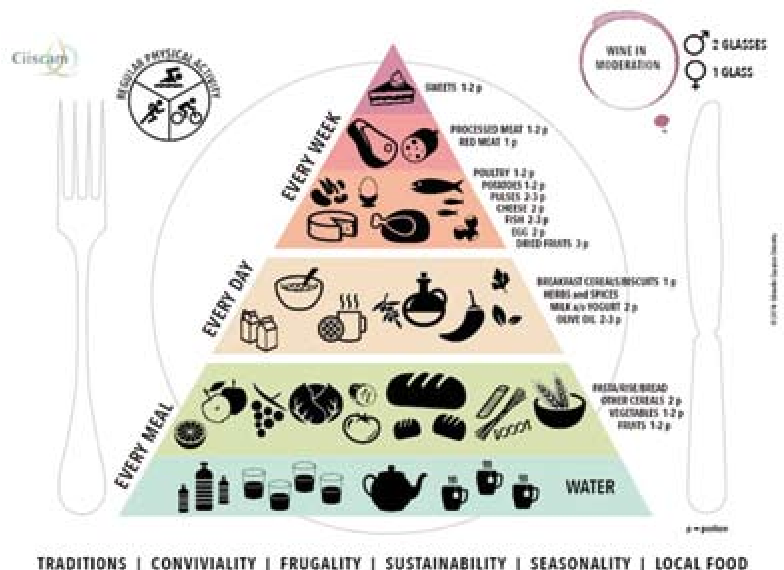 Ciiscam
REGULAR PHYSICAL ACTIVITY
WINE IN
MODERATION
2 GLASSES
1 GLASS
EVERY WEEK
SWEETS 1-2 p
PROCESSED MEAT 1-2 p
RED MEAT 1 p
POULTRY 1-2 p
POTATOES 1-2 p
PULSES 2-3 p
CHEESE 2 p
FISH 2-3 p
EGG 2 p
DRIED FRUITS 3 p
EVERY DAY
BREAKFAST CEREALS/BISCUITS 1 p
HERBS and SPICES
MILK a/o YOGURT 2 p
OLIVE OIL 2-3 p
EVERY MEAL
PASTA/RISE/BREAD
OTHER CEREALS 2 p
VEGETABLES 1-2 p
FRUITS 1-2 p
WATER
p = portion
TRADITIONS | CONVIVIALITY | FRUGALITY | SUSTAINABILITY | SEASONALITY | LOCAL FOOD